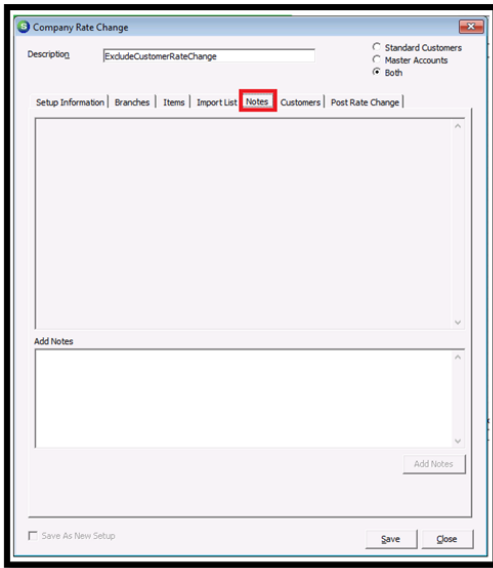 Company Rate Change
Description ExcludeCustomerRateChange
Standard Customers
Master Accounts
Both
Setup Information Branches Items Import List Notes Customers Post Rate Change
Add Notes
Add Notes
Save As New Setup Save Close